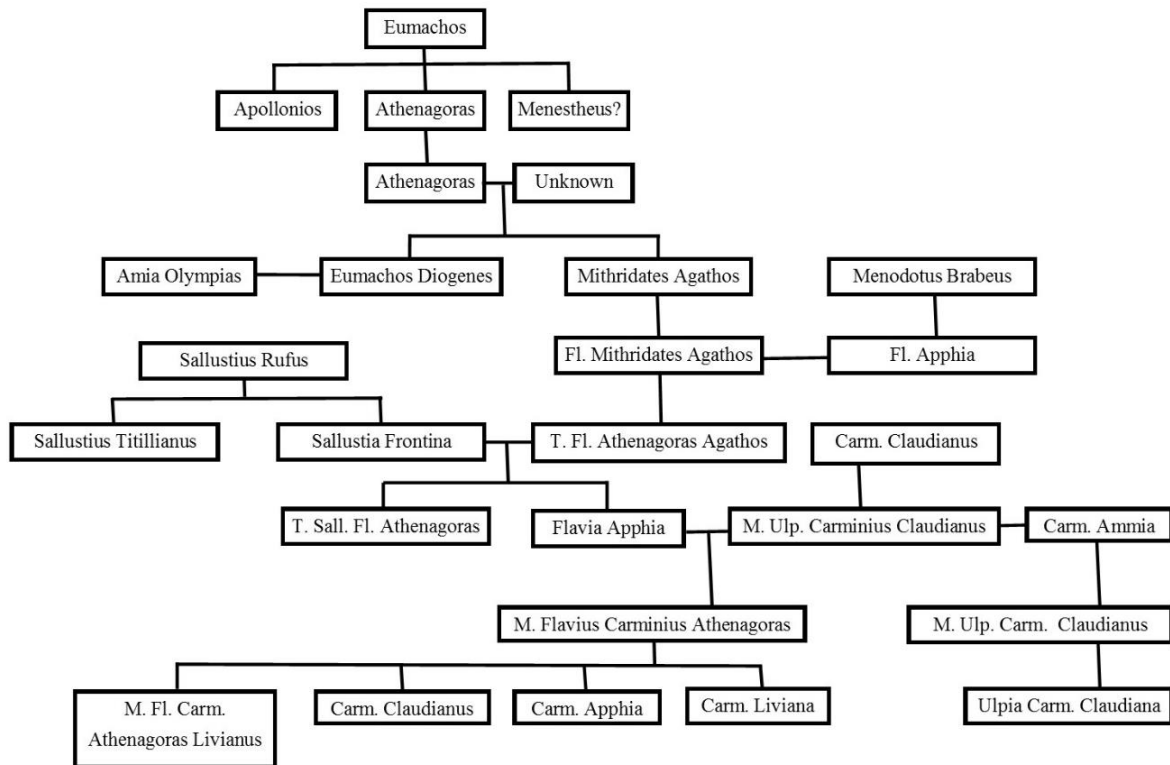 Eumachos
Apollonios
Athenagoras
Menestheus?
Athenagoras
Unknown
Amia Olympias
Eumachos Diogenes
Mithridates Agathos
Menodotus Brabeus
Sallustius Rufus
Fl. Mithridates Agathos
Fl. Apphia
Sallustius Titillianus
Sallustia Frontina
T. Fl. Athenagoras Agathos
Carm. Claudianus
T. Sall. Fl. Athenagoras
Flavia Apphia
M. Ulp. Carminius Claudianus
Carm. Ammia
M. Flavius Carminius Athenagoras
M. Ulp. Carm. Claudianus
M. Fl. Carm.
Athenagoras Livianus
Carm. Claudianus
Carm. Apphia
Carm. Liviana
Ulpia Carm. Claudiana